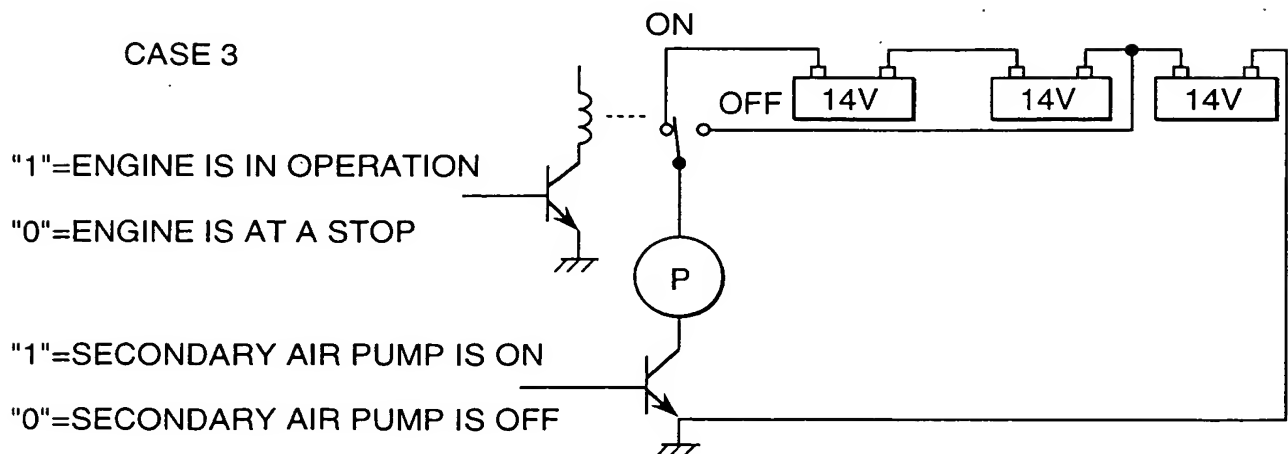 CASE 3
ON
OFF
14V 14V 14V
"1"=ENGINE IS IN OPERATION
"0"=ENGINE IS AT A STOP
P
"1"=SECONDARY AIR PUMP IS ON
"0"=SECONDARY AIR PUMP IS OFF